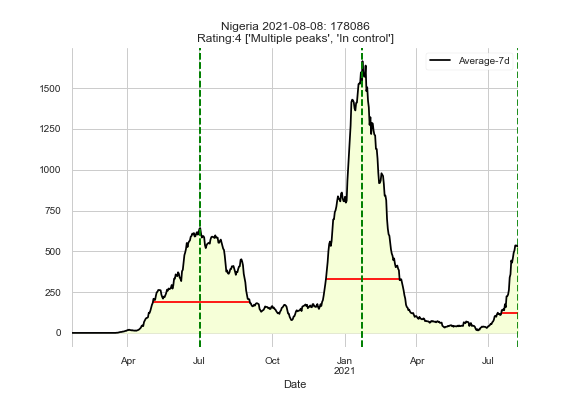 Nigeria 2021-08-08: 178086
Rating:4 ['Multiple peaks', 'In control']
Average-7d
1500
1250
1000
750
500
250
0
Apr Jul Oct Jan Apr Jul
2021
Date